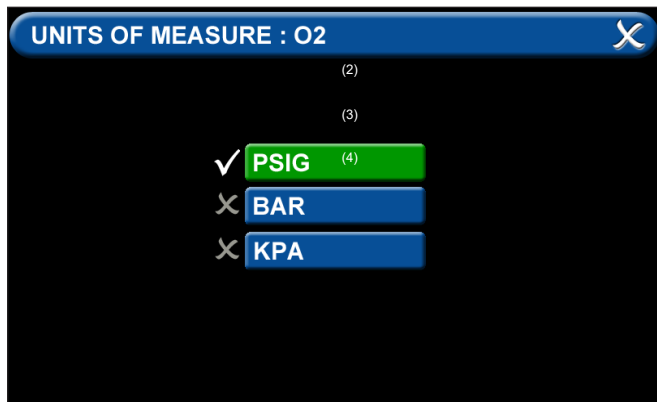 UNITS OF MEASURE : O2
(2)
(3)
PSIG (4)
BAR
KPA